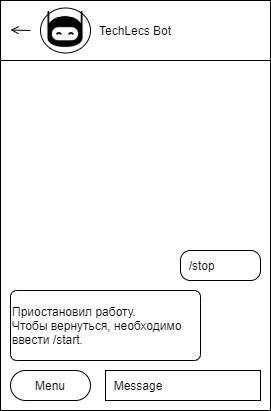 TechLecs Bot
/stop
Приостановил работу.
Чтобы вернуться, необходимо
ввести /start.
Menu
Message